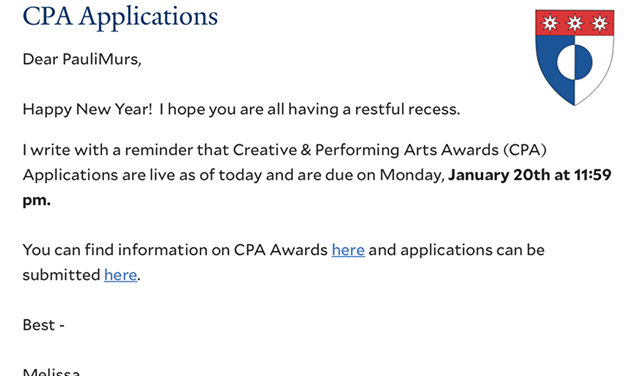 CPA Applications
Dear PauliMurs,
Happy New Year!  I hope you are all having a restful recess.
I write with a reminder that Creative & Performing Arts Awards (CPA)
Applications are live as of today and are due on Monday, January 20th at 11:59
pm.
You can find information on CPA Awards here and applications can be
submitted here.
Best -
Melissa